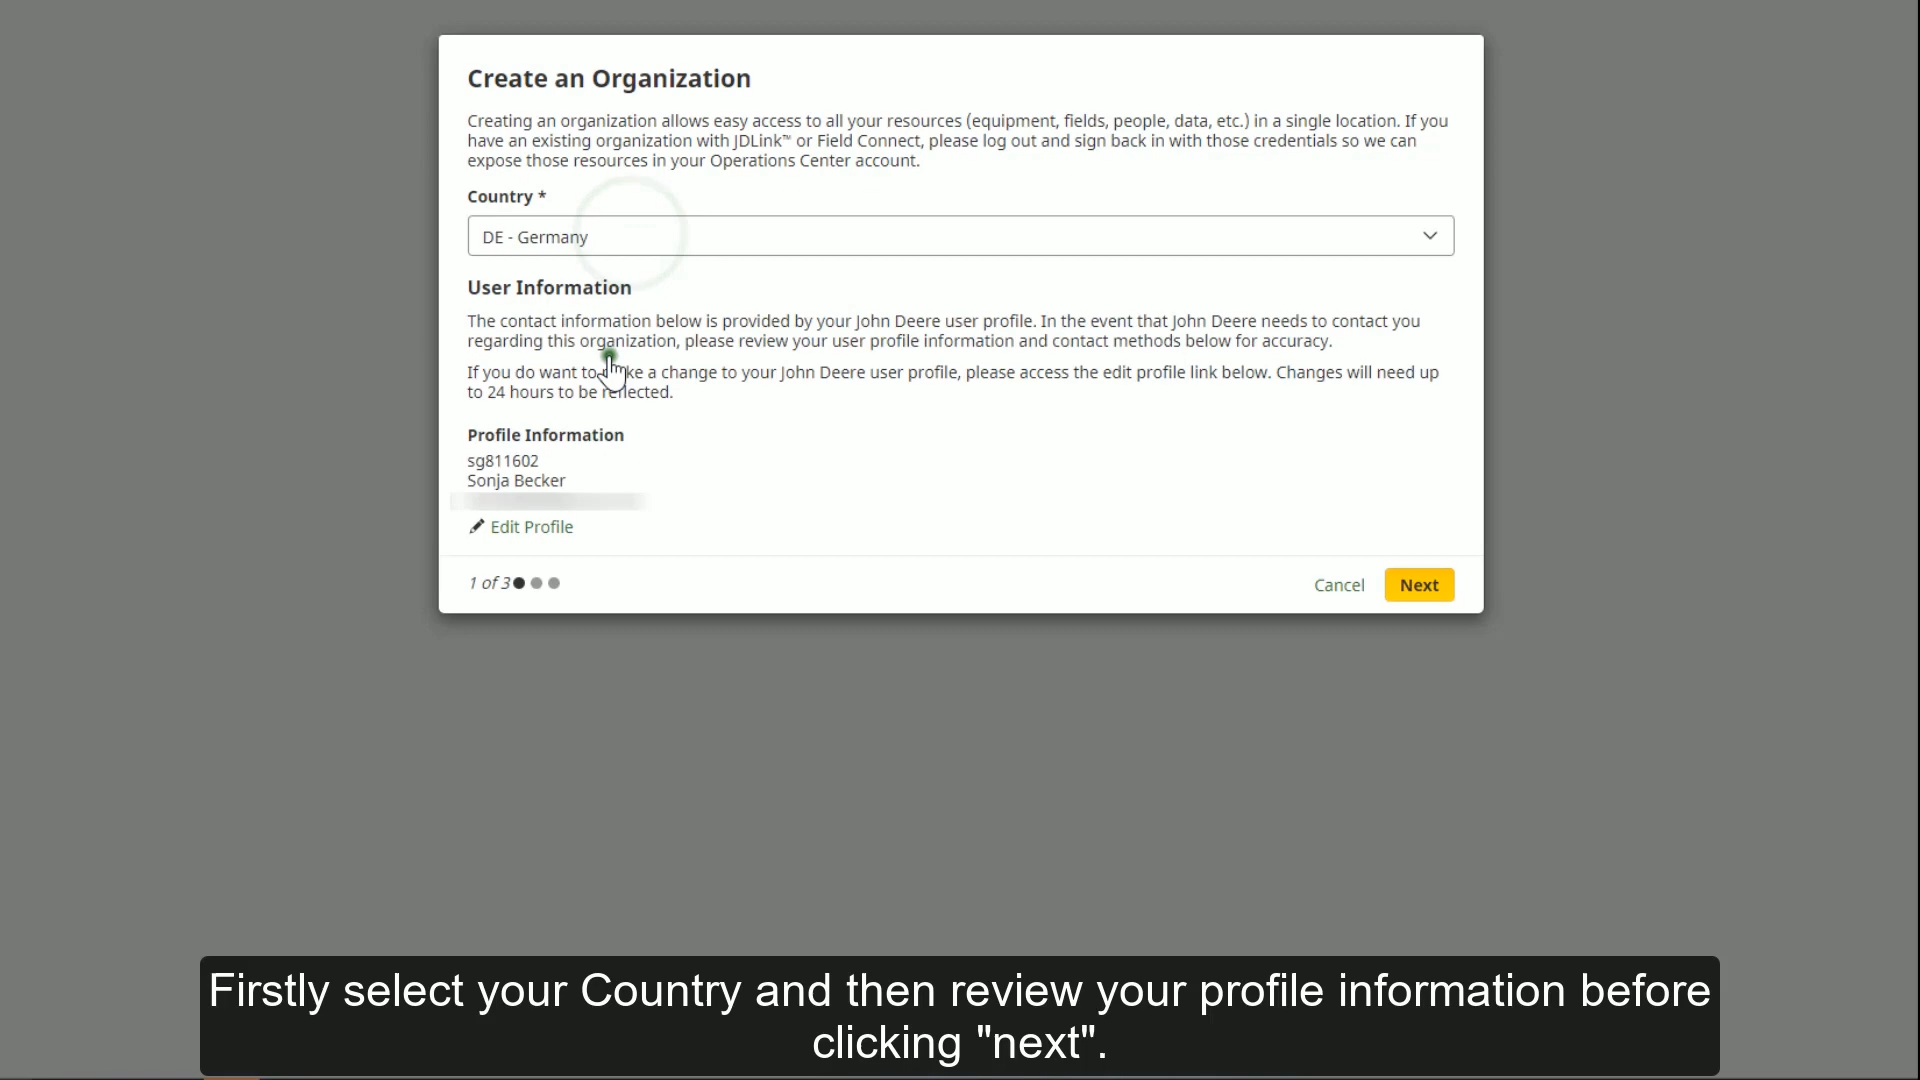 Create an Organization
Creating an organization allows easy access to all your resources (equipment, fields, people, data, etc.) in a single location. If you
have an existing organization with JDLink™ or Field Connect, please log out and sign back in with those credentials so we can
expose those resources in your Operations Center account.
Country *
DE - Germany
User Information
The contact information below is provided by your John Deere user profile. In the event that John Deere needs to contact you
regarding this organization, please review your user profile information and contact methods below for accuracy.
If you do want to make a change to your John Deere user profile, please access the edit profile link below. Changes will need up
to 24 hours to be reflected.
Profile Information
sg811602
Sonja Becker
Edit Profile
1 of 3
Cancel
Next
Firstly select your Country and then review your profile information before
clicking "next".